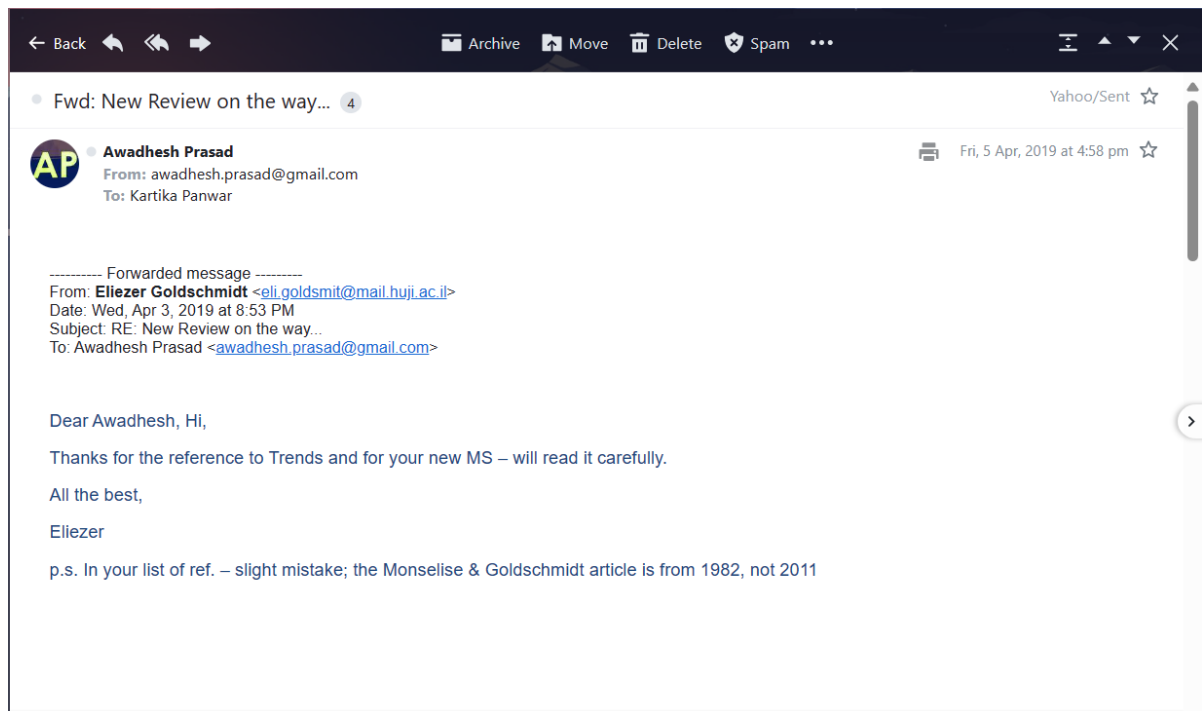 Back
Archive
Move
Delete
Spam
Fwd: New Review on the way... 4
Yahoo/Sent
AP
Awadhesh Prasad
Fri, 5 Apr, 2019 at 4:58 pm
From: awadhesh.prasad@gmail.com
To: Kartika Panwar
---------- Forwarded message ---------
From: Eliezer Goldschmidt <eli.goldsmit@mail.huji.ac.il>
Date: Wed, Apr 3, 2019 at 8:53 PM
Subject: RE: New Review on the way...
To: Awadhesh Prasad <awadhesh.prasad@gmail.com>
Dear Awadhesh, Hi,
Thanks for the reference to Trends and for your new MS – will read it carefully.
All the best,
Eliezer
p.s. In your list of ref. – slight mistake; the Monselise & Goldschmidt article is from 1982, not 2011